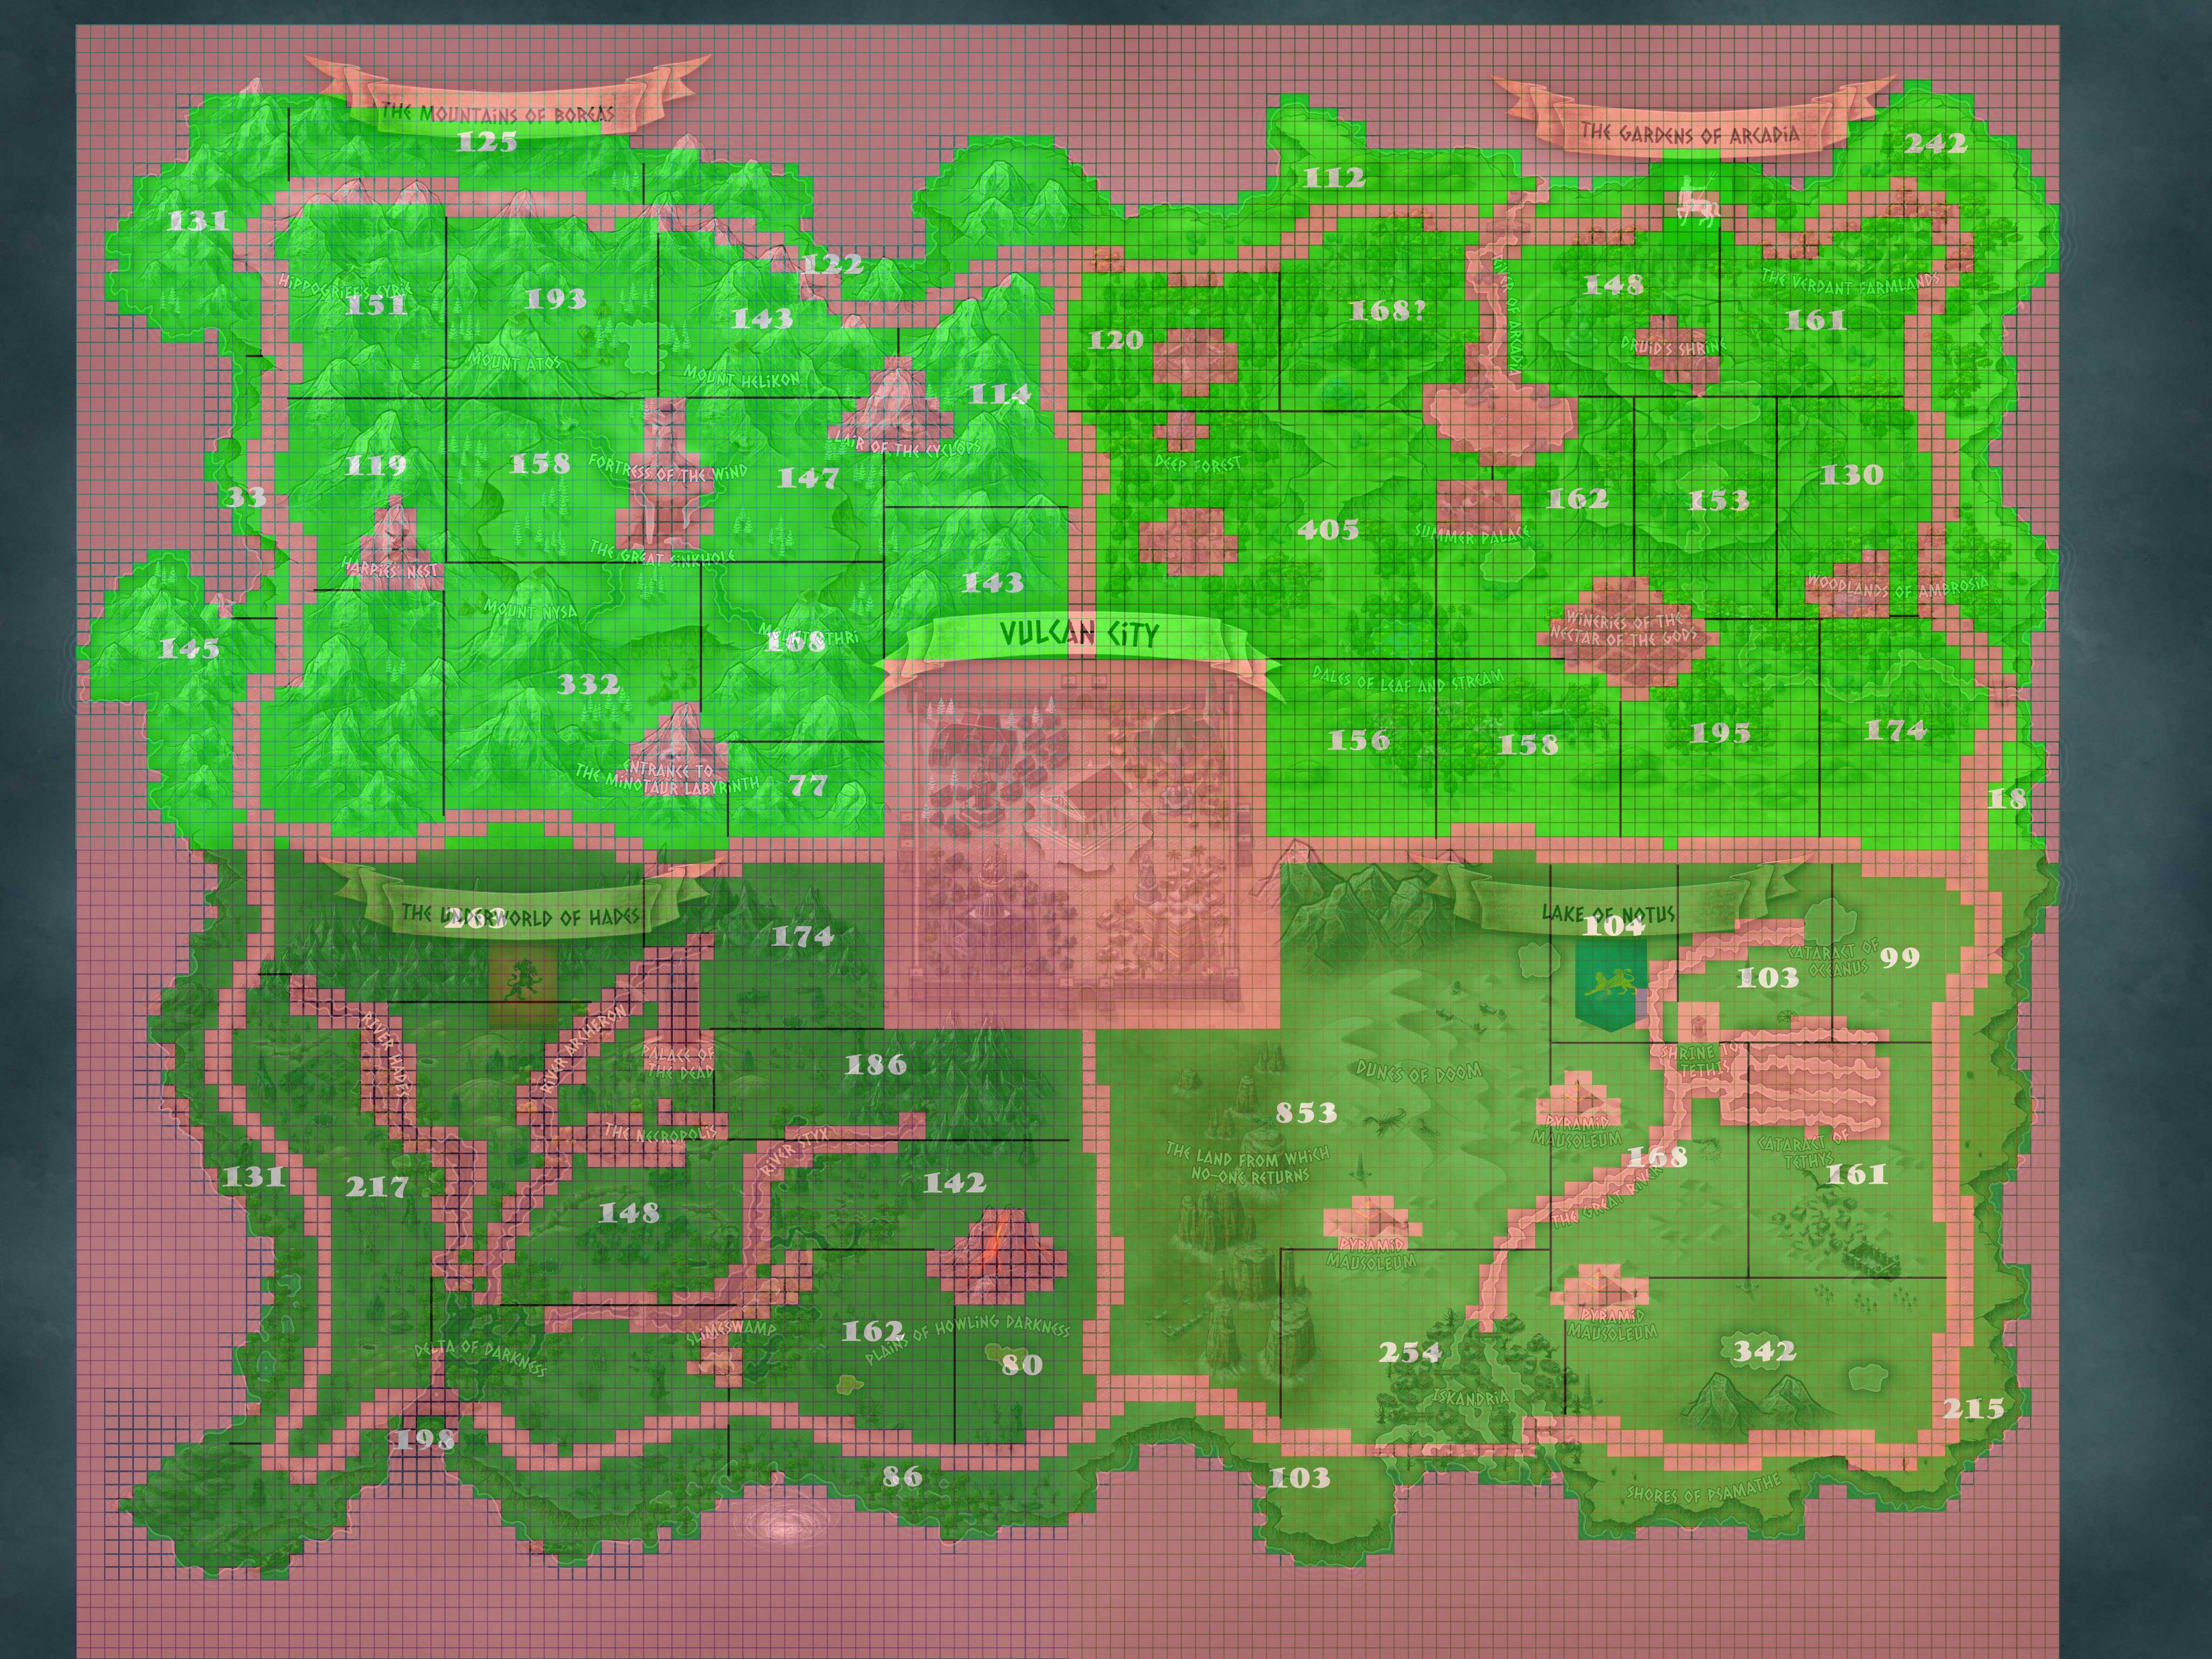 THE MOUNTAINS OF BOREAS
125
THE GARDENS OF ARCADIA
242
112
131
122
HIPPOGRIFF'S EYRIE
151
193
143
RIVER OF ARCADIA
148
THE VERDANT FARMLANDS
168?
161
120
DRUID'S SHRINE
MOUNT ATOS
MOUNT HELIKON
114
LAIR OF THE CYCLOPS
119
158
FORTRESS OF THE WIND
147
DEEP FOREST
33
162
153
130
405
SUMMER PALACE
HARPIES' NEST
THE GREAT SINKHOLE
143
WOODLANDS OF AMBROSIA
MOUNT NYSA
145
168
VULCAN CITY
WINERIES OF THE
NECTAR OF THE GODS
332
DALES OF LEAF AND STREAM
156
158
195
174
ENTRANCE TO
THE MINOTAUR LABYRINTH
77
18
THE UNDERWORLD OF HADES
263
174
LAKE OF NOTUS
104
CATARACT OF
OCEANUS
99
103
RIVER HADES
RIVER ARCHERON
PALACE OF
THE DEAD
186
SHRINE TO
TETHIS
DUNES OF DOOM
853
PYRAMID
MAUSOLEUM
THE NECROPOLIS
RIVER STYX
THE LAND FROM WHICH
NO-ONE RETURNS
168
CATARACT OF
TETHYS
161
131
217
142
148
THE GREAT RIVER
PYRAMID
MAUSOLEUM
DELTA OF DARKNESS
SLIMESWAMP
162
PLAINS OF HOWLING DARKNESS
80
PYRAMID
MAUSOLEUM
254
342
ISKANDRIA
215
198
86
103
SHORES OF PSAMATHE